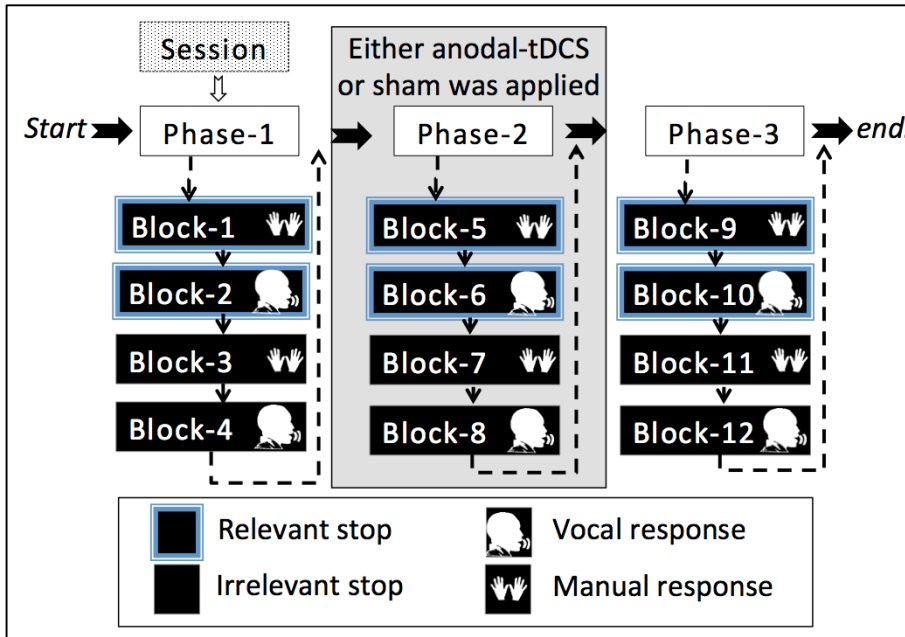 Session
Either anodal-tDCS
or sham was applied
Start
Phase-1
Phase-2
Phase-3
end.
Block-1
Block-5
Block-9
Block-2
Block-6
Block-10
Block-3
Block-7
Block-11
Block-4
Block-8
Block-12
Relevant stop
Vocal response
Irrelevant stop
Manual response